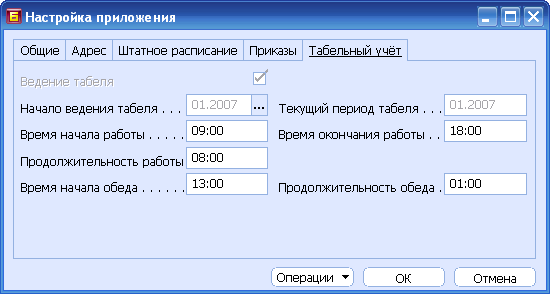 Настройка приложения
Общие Адрес Штатное расписание Приказы Табельный учёт
Ведение табеля
Начало ведения табеля . . . 01.2007 ... Текущий период табеля . . . 01.2007
Время начала работы . . . . . 09:00 Время окончания работы . . 18:00
Продолжительность работы 08:00
Время начала обеда . . . . . . 13:00 Продолжительность обеда . 01:00
Операции ОК Отмена